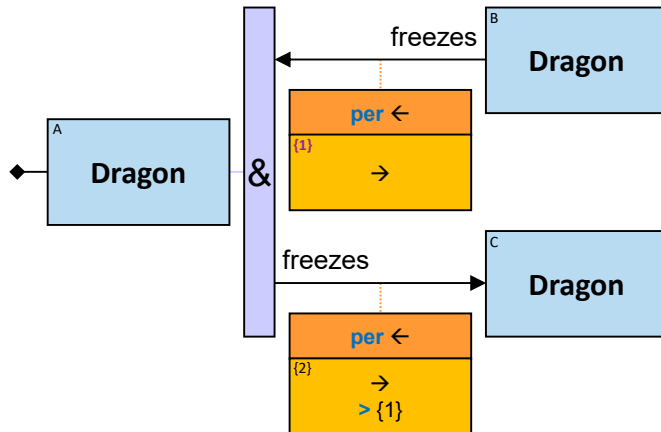 A
Dragon
&
freezes
B
Dragon
per ←
{1}
→
freezes
C
Dragon
per ←
{2}
→
> {1}